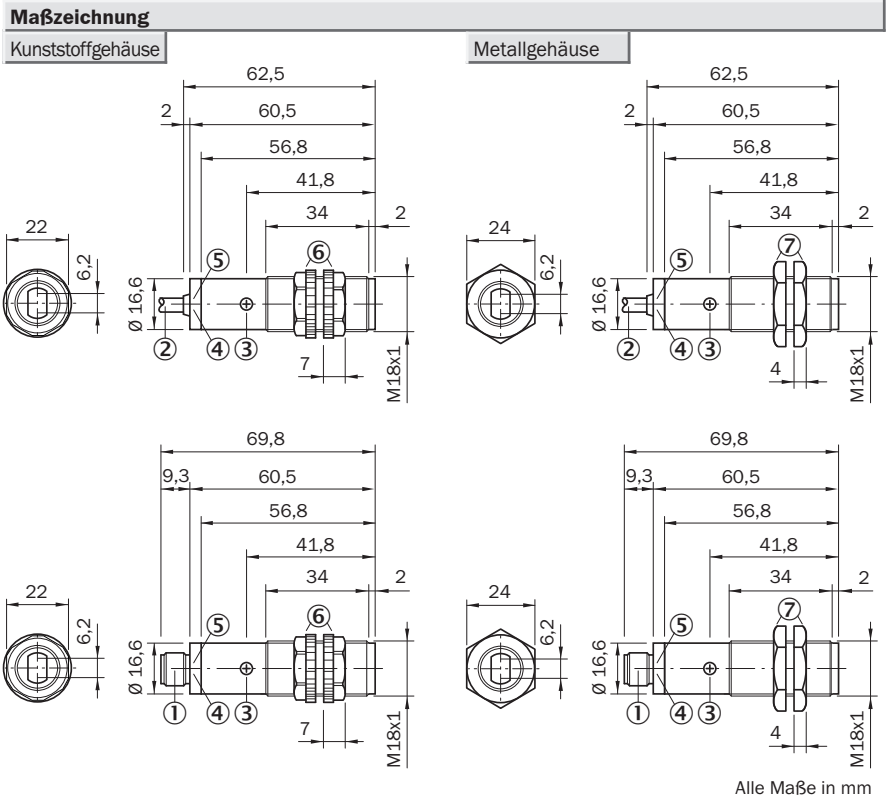 Maßzeichnung
Kunststoffgehäuse Metallgehäuse
62,5 62,5
2 60,5 2 60,5
56,8 56,8
41,8 41,8
22 34 2 24 34 2
6,2 Ø 16,6 ⑤ ⑥ 6,2 Ø 16,6 ⑤ ⑦
② ④ ③ ② ④ ③
7 M18x1 4 M18x1
69,8 69,8
9,3 60,5 9,3 60,5
56,8 56,8
41,8 41,8
22 34 2 24 34 2
6,2 Ø 16,6 ⑤ ⑥ 6,2 Ø 16,6 ⑤ ⑦
① ④ ③ ① ④ ③
7 M18x1 4 M18x1
Alle Maße in mm